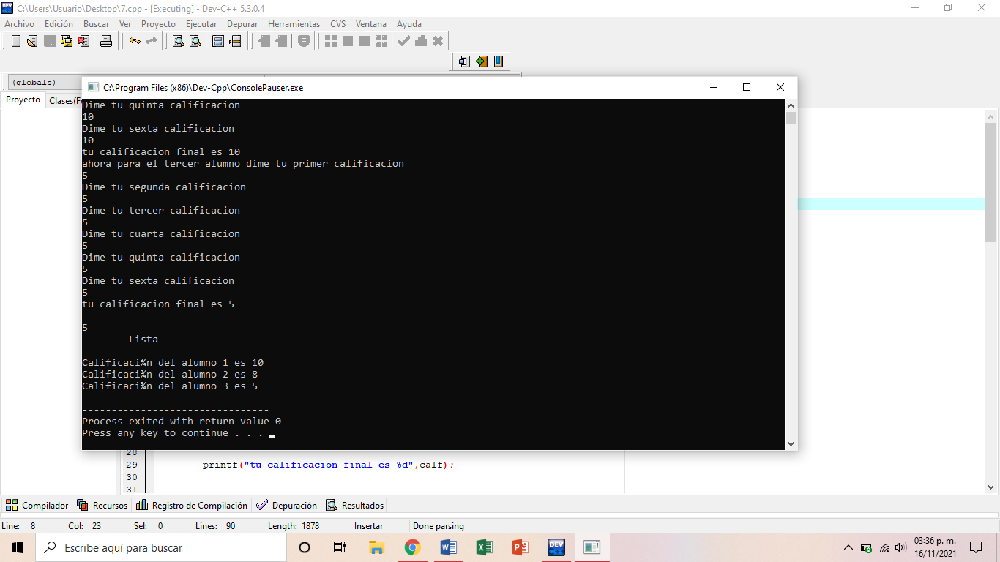 C:\Users\Usuario\Desktop\7.cpp - [Executing] - Dev-C++ 5.3.0.4
Archivo Edición Buscar Ver Proyecto Ejecutar Depurar Herramientas CVS Ventana Ayuda
(globals)
Proyecto Clases(F
C:\Program Files (x86)\Dev-Cpp\ConsolePauser.exe
Dime tu quinta calificacion
10
Dime tu sexta calificacion
10
tu calificacion final es 10
ahora para el tercer alumno dime tu primer calificacion
5
Dime tu segunda calificacion
5
Dime tu tercer calificacion
5
Dime tu cuarta calificacion
5
Dime tu quinta calificacion
5
Dime tu sexta calificacion
5
tu calificacion final es 5
5
Lista
Calificaci¾n del alumno 1 es 10
Calificaci¾n del alumno 2 es 8
Calificaci¾n del alumno 3 es 5
--------------------------------
Process exited with return value 0
Press any key to continue . . .
28
29 printf("tu calificacion final es %d",calf);
30
31
Compilador Recursos Registro de Compilación Depuración Resultados
Line: 8 Col: 23 Sel: 0 Lines: 90 Length: 1878 Insertar Done parsing
Escribe aquí para buscar
03:36 p. m.
16/11/2021